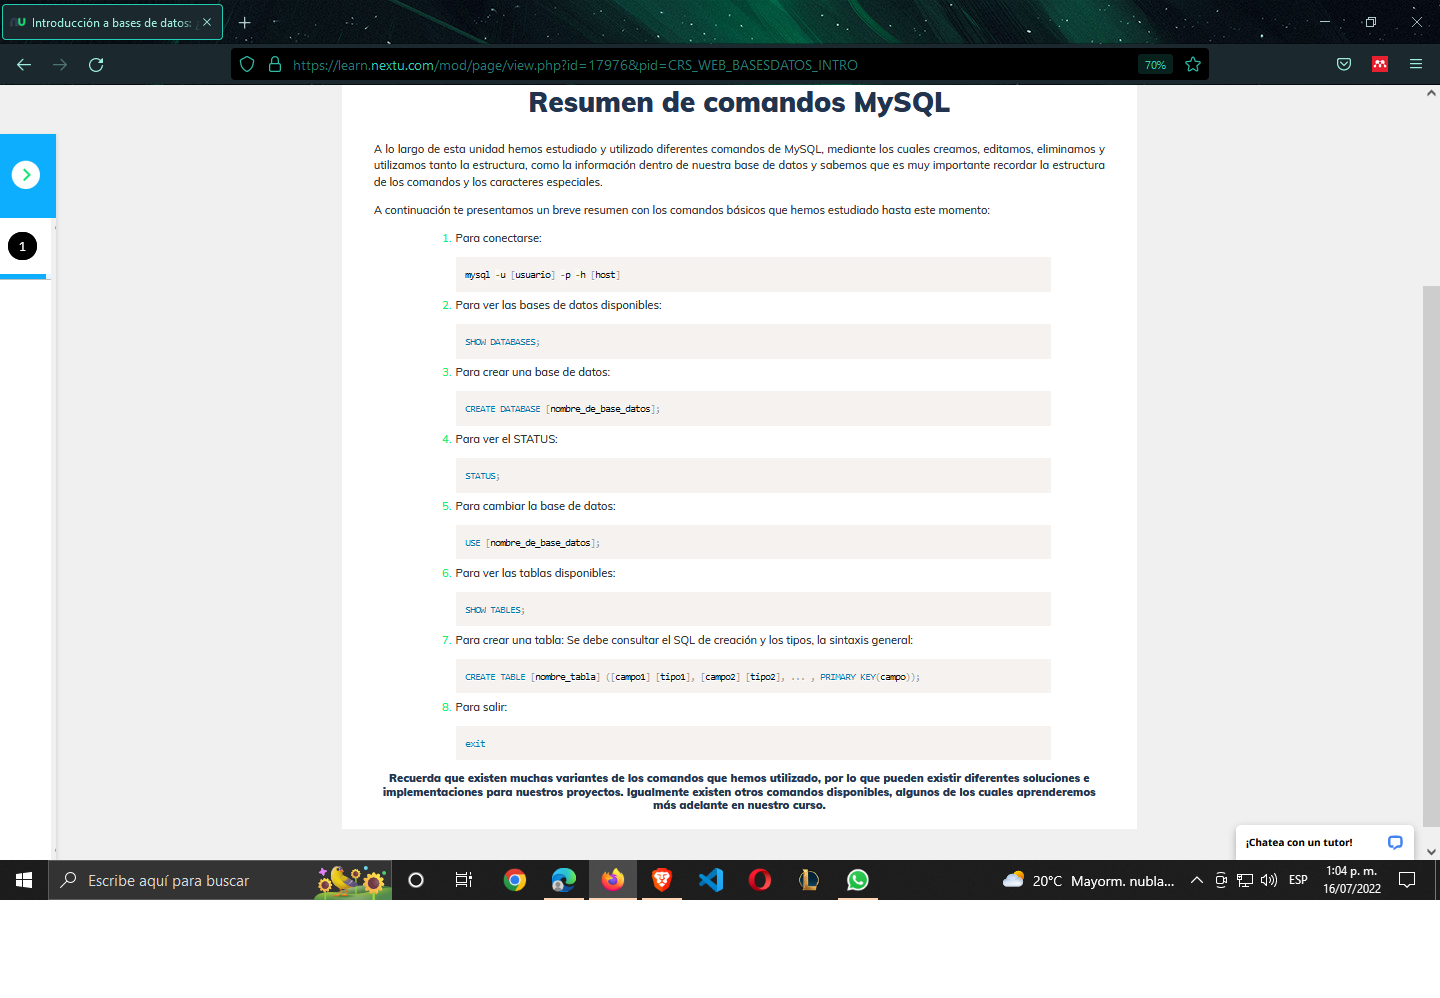 Introducción a bases de datos:
https://learn.nextu.com/mod/page/view.php?id=17976&pid=CRS_WEB_BASESDATOS_INTRO
70%
Resumen de comandos MySQL
A lo largo de esta unidad hemos estudiado y utilizado diferentes comandos de MySQL, mediante los cuales creamos, editamos, eliminamos y
utilizamos tanto la estructura, como la información dentro de nuestra base de datos y sabemos que es muy importante recordar la estructura
de los comandos y los caracteres especiales.
A continuación te presentamos un breve resumen con los comandos básicos que hemos estudiado hasta este momento:
1
1. Para conectarse:
mysql -u [usuario] -p -h [host]
2. Para ver las bases de datos disponibles:
SHOW DATABASES;
3. Para crear una base de datos:
CREATE DATABASE [nombre_de_base_datos];
4. Para ver el STATUS:
STATUS;
5. Para cambiar la base de datos:
USE [nombre_de_base_datos];
6. Para ver las tablas disponibles:
SHOW TABLES;
7. Para crear una tabla: Se debe consultar el SQL de creación y los tipos, la sintaxis general:
CREATE TABLE [nombre_tabla] ([campo1] [tipo1], [campo2] [tipo2], ... , PRIMARY KEY(campo));
8. Para salir:
exit
Recuerda que existen muchas variantes de los comandos que hemos utilizado, por lo que pueden existir diferentes soluciones e
implementaciones para nuestros proyectos. Igualmente existen otros comandos disponibles, algunos de los cuales aprenderemos
más adelante en nuestro curso.
¡Chatea con un tutor!
Escribe aquí para buscar
20°C Mayorm. nubla...
ESP
1:04 p. m.
16/07/2022